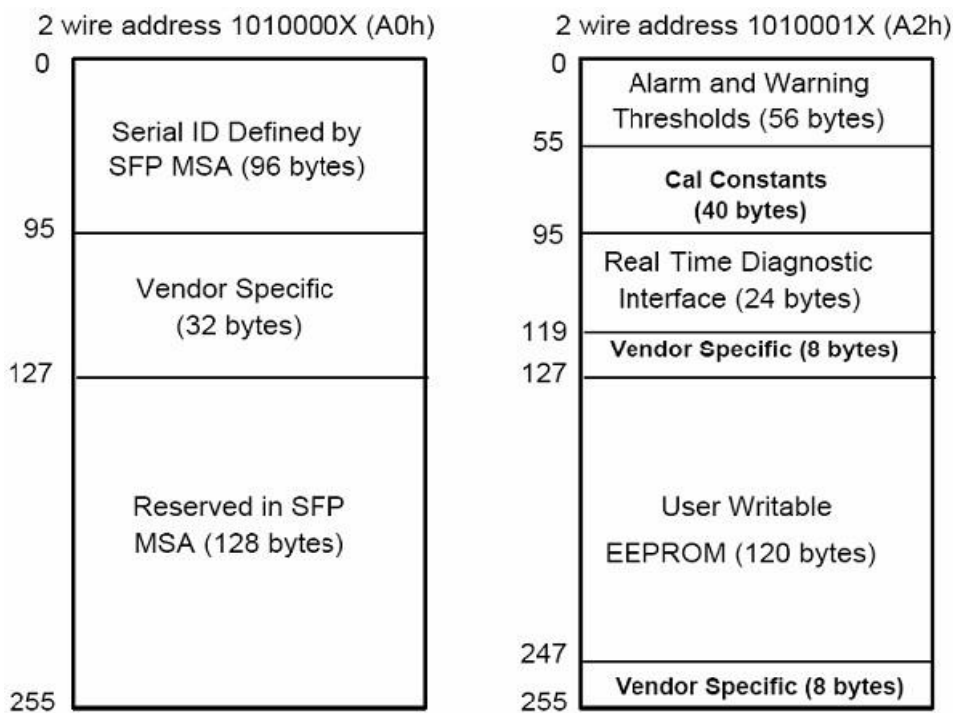 2 wire address 1010000X (A0h)
0
Serial ID Defined by
SFP MSA (96 bytes)
95
Vendor Specific
(32 bytes)
127
Reserved in SFP
MSA (128 bytes)
255
2 wire address 1010001X (A2h)
0
Alarm and Warning
Thresholds (56 bytes)
55
Cal Constants
(40 bytes)
95
Real Time Diagnostic
Interface (24 bytes)
119
Vendor Specific (8 bytes)
127
User Writable
EEPROM (120 bytes)
247
Vendor Specific (8 bytes)
255